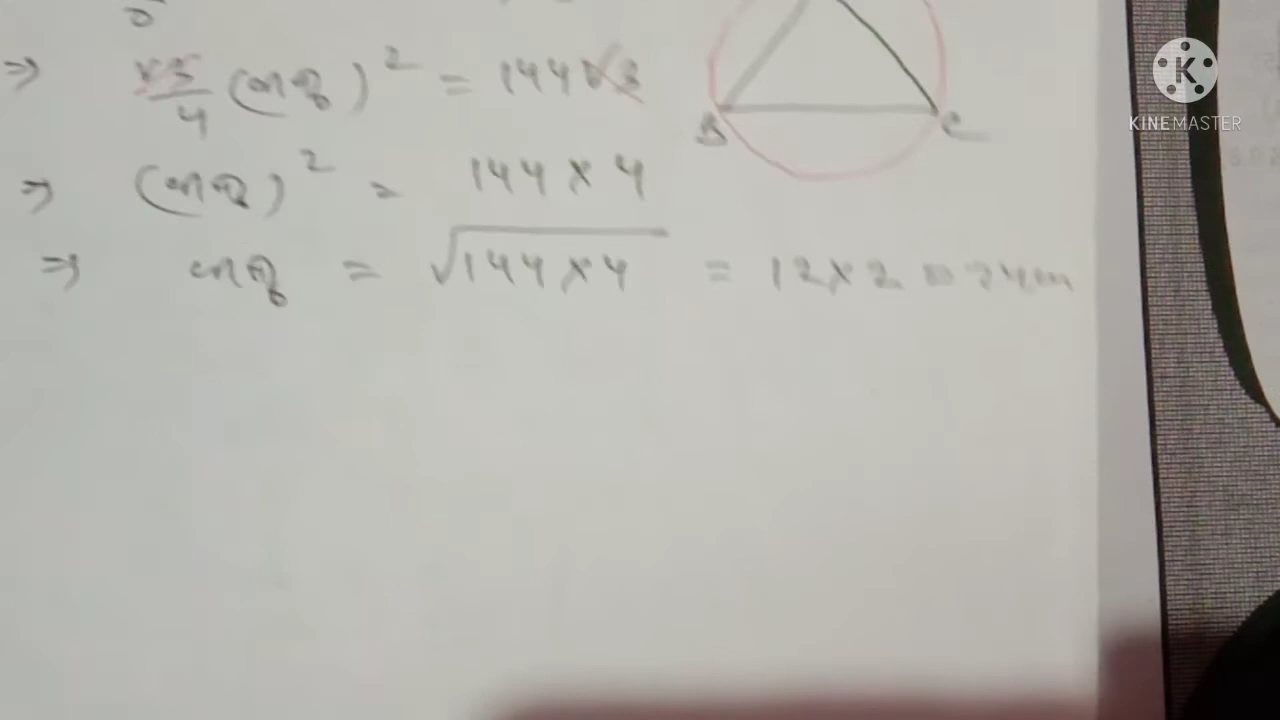 ⇒ √3/4 (बाहु)² = 144√3
⇒ (बाहु)² = 144 × 4
⇒ बाहु = √144×4 = 12×2 = 24m
B C
K
KINEMASTER